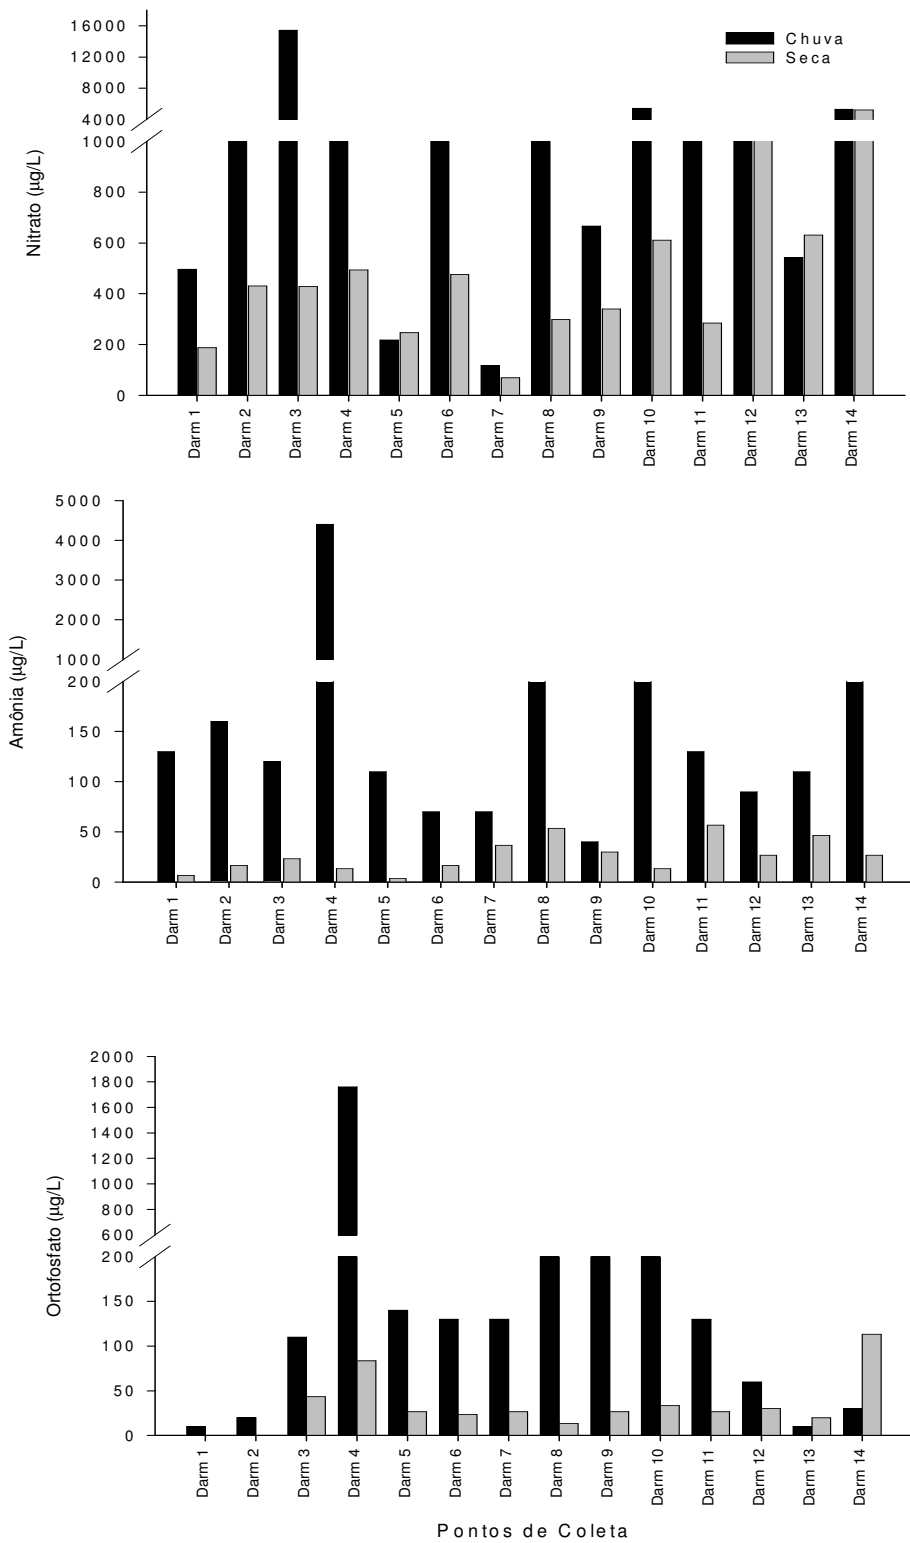 Chuva
Seca
Nitrato (µg/L)
16000
12000
8000
4000
1000
800
600
400
200
0
Darm 1
Darm 2
Darm 3
Darm 4
Darm 5
Darm 6
Darm 7
Darm 8
Darm 9
Darm 10
Darm 11
Darm 12
Darm 13
Darm 14
Amônia (µg/L)
5000
4000
3000
2000
1000
200
150
100
50
0
Darm 1
Darm 2
Darm 3
Darm 4
Darm 5
Darm 6
Darm 7
Darm 8
Darm 9
Darm 10
Darm 11
Darm 12
Darm 13
Darm 14
Ortofosfato (µg/L)
2000
1800
1600
1400
1200
1000
800
600
200
150
100
50
0
Darm 1
Darm 2
Darm 3
Darm 4
Darm 5
Darm 6
Darm 7
Darm 8
Darm 9
Darm 10
Darm 11
Darm 12
Darm 13
Darm 14
Pontos de Coleta